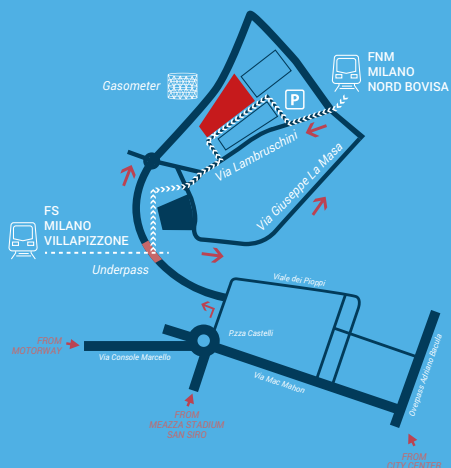 FNM
MILANO
NORD BOVISA
Gasometer
P
Via Lambruschini
Via Giuseppe La Masa
FS
MILANO
VILLAPIZZONE
Underpass
Viale dei Pioppi
P.zza Castelli
FROM
MOTORWAY
Via Console Marcello
Via Mac Mahon
Overpass Adriano Bacula
FROM
MEAZZA STADIUM
SAN SIRO
FROM
CITY CENTER